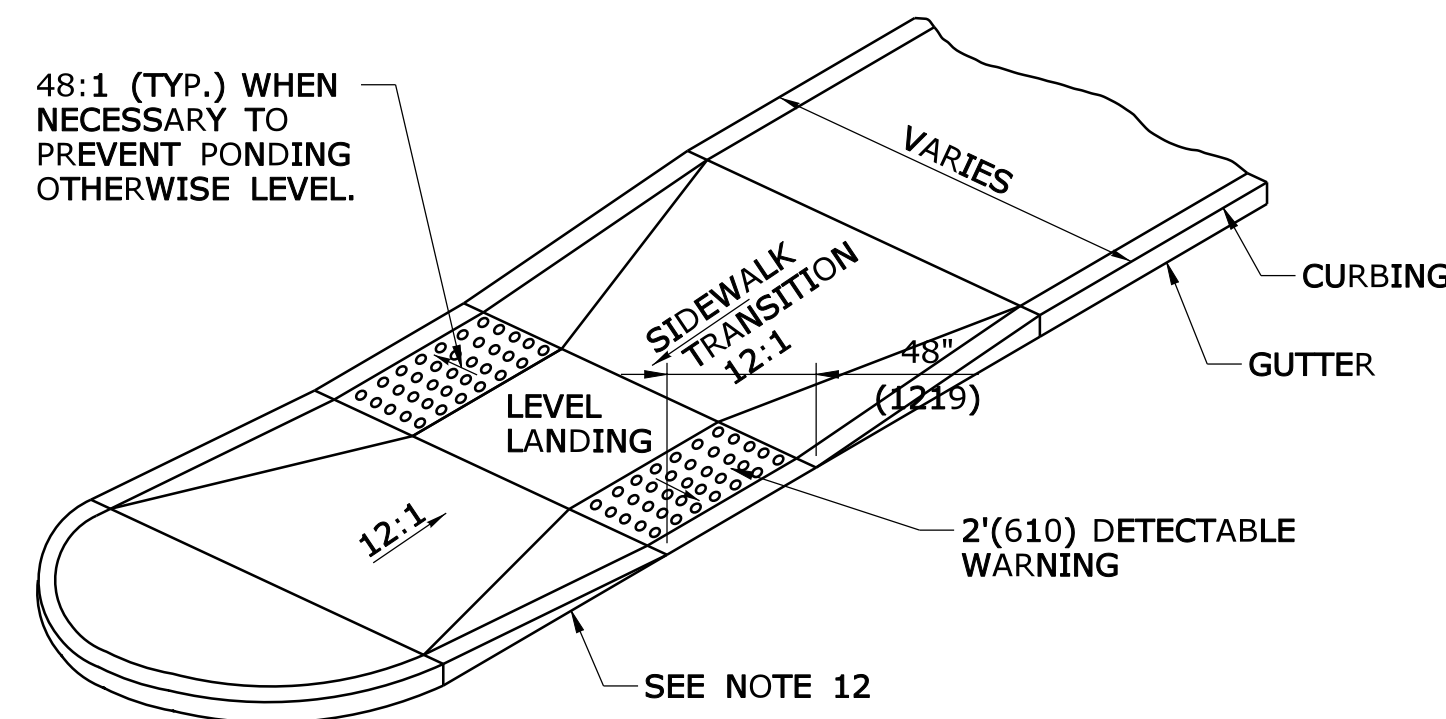 48:1 (TYP.) WHEN
NECESSARY TO
PREVENT PONDING
OTHERWISE LEVEL.
VARIES
SIDEWALK
TRANSITION
12:1
CURBING
48"
(1219)
GUTTER
LEVEL
LANDING
12:1
2'(610) DETECTABLE
WARNING
SEE NOTE 12